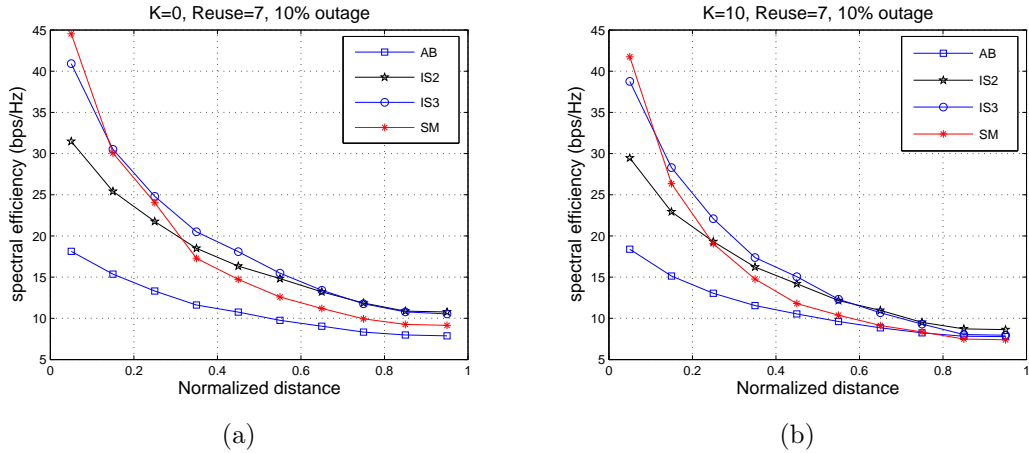 K=0, Reuse=7, 10% outage
45
40
35
30
25
20
15
10
5
spectral efficiency (bps/Hz)
AB
IS2
IS3
SM
0
0.2
0.4
0.6
0.8
1
Normalized distance
(a)
K=10, Reuse=7, 10% outage
45
40
35
30
25
20
15
10
5
spectral efficiency (bps/Hz)
AB
IS2
IS3
SM
0
0.2
0.4
0.6
0.8
1
Normalized distance
(b)